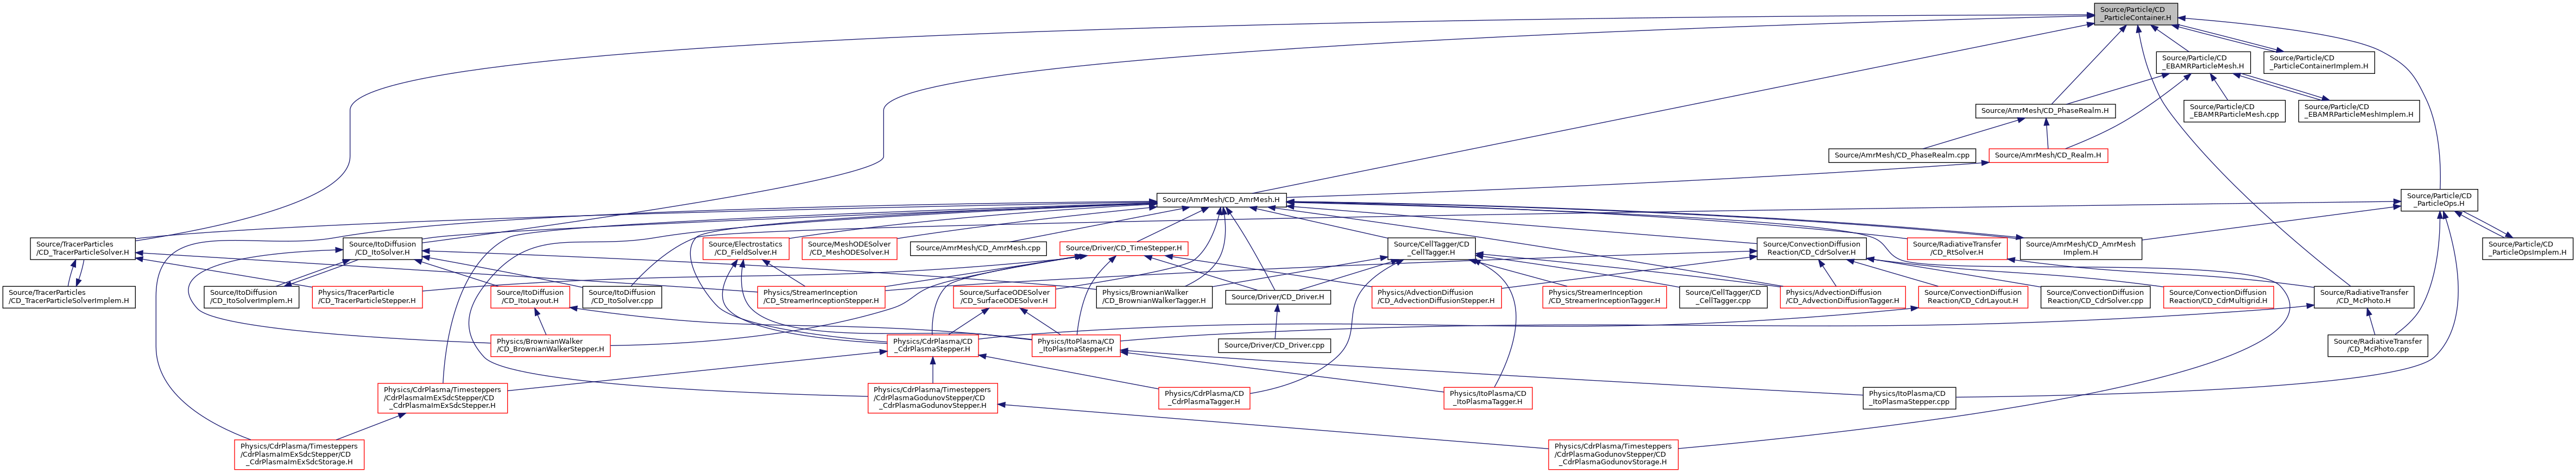 Source/Particle/CD
_ParticleContainer.H
Source/Particle/CD
_EBAMRParticleMesh.H
Source/Particle/CD
_ParticleContainerImplem.H
Source/AmrMesh/CD_PhaseRealm.H
Source/Particle/CD
_EBAMRParticleMesh.cpp
Source/Particle/CD
_EBAMRParticleMeshImplem.H
Source/AmrMesh/CD_PhaseRealm.cpp
Source/AmrMesh/CD_Realm.H
Source/AmrMesh/CD_AmrMesh.H
Source/Particle/CD
_ParticleOps.H
Source/TracerParticles
/CD_TracerParticleSolver.H
Source/ItoDiffusion
/CD_ItoSolver.H
Source/Electrostatics
/CD_FieldSolver.H
Source/MeshODESolver
/CD_MeshODESolver.H
Source/AmrMesh/CD_AmrMesh.cpp
Source/Driver/CD_TimeStepper.H
Source/CellTagger/CD
_CellTagger.H
Source/ConvectionDiffusion
Reaction/CD_CdrSolver.H
Source/RadiativeTransfer
/CD_RtSolver.H
Source/AmrMesh/CD_AmrMesh
Implem.H
Source/Particle/CD
_ParticleOpsImplem.H
Source/TracerParticles
/CD_TracerParticleSolverImplem.H
Source/ItoDiffusion
/CD_ItoSolverImplem.H
Physics/TracerParticle
/CD_TracerParticleStepper.H
Source/ItoDiffusion
/CD_ItoLayout.H
Source/ItoDiffusion
/CD_ItoSolver.cpp
Physics/StreamerInception
/CD_StreamerInceptionStepper.H
Source/SurfaceODESolver
/CD_SurfaceODESolver.H
Physics/BrownianWalker
/CD_BrownianWalkerTagger.H
Source/Driver/CD_Driver.H
Physics/AdvectionDiffusion
/CD_AdvectionDiffusionStepper.H
Physics/StreamerInception
/CD_StreamerInceptionTagger.H
Source/CellTagger/CD
_CellTagger.cpp
Physics/AdvectionDiffusion
/CD_AdvectionDiffusionTagger.H
Source/ConvectionDiffusion
Reaction/CD_CdrLayout.H
Source/ConvectionDiffusion
Reaction/CD_CdrSolver.cpp
Source/ConvectionDiffusion
Reaction/CD_CdrMultigrid.H
Source/RadiativeTransfer
/CD_McPhoto.H
Physics/BrownianWalker
/CD_BrownianWalkerStepper.H
Physics/CdrPlasma/CD
_CdrPlasmaStepper.H
Physics/ItoPlasma/CD
_ItoPlasmaStepper.H
Source/Driver/CD_Driver.cpp
Source/RadiativeTransfer
/CD_McPhoto.cpp
Physics/CdrPlasma/Timesteppers
/CdrPlasmaImExSdcStepper/CD
_CdrPlasmaImExSdcStepper.H
Physics/CdrPlasma/Timesteppers
/CdrPlasmaGodunovStepper/CD
_CdrPlasmaGodunovStepper.H
Physics/CdrPlasma/CD
_CdrPlasmaTagger.H
Physics/ItoPlasma/CD
_ItoPlasmaTagger.H
Physics/ItoPlasma/CD
_ItoPlasmaStepper.cpp
Physics/CdrPlasma/Timesteppers
/CdrPlasmaImExSdcStepper/CD
_CdrPlasmaImExSdcStorage.H
Physics/CdrPlasma/Timesteppers
/CdrPlasmaGodunovStepper/CD
_CdrPlasmaGodunovStorage.H